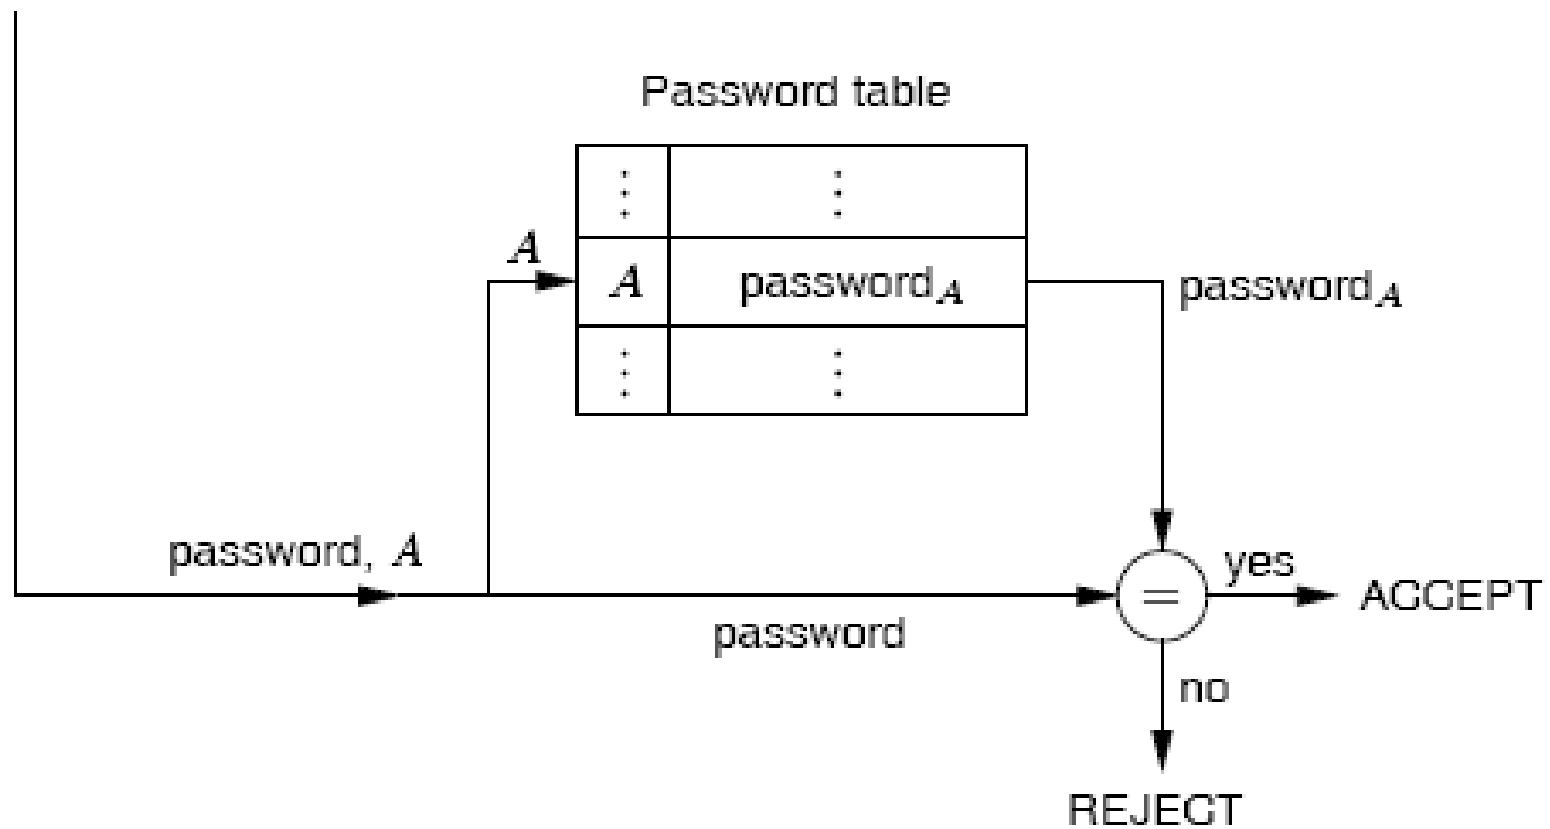 Password table
⋮ ⋮
A
A password_A
password_A
⋮ ⋮
password, A
yes
= ACCEPT
password
no
REJECT